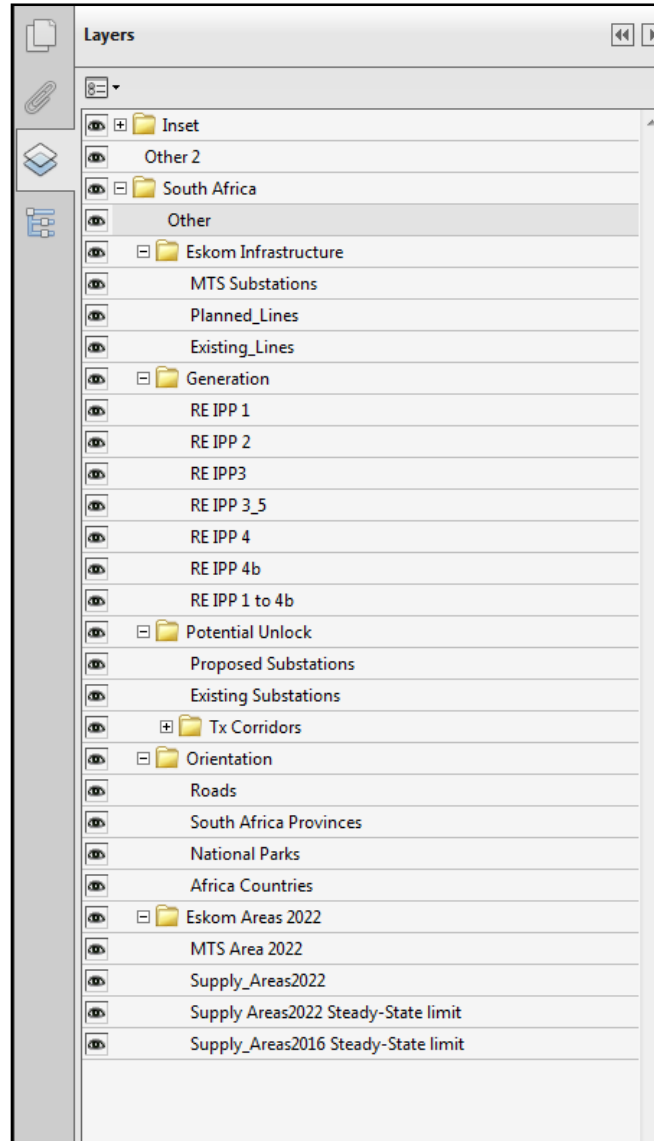 Layers
Inset
Other 2
South Africa
Other
Eskom Infrastructure
MTS Substations
Planned_Lines
Existing_Lines
Generation
RE IPP 1
RE IPP 2
RE IPP3
RE IPP 3_5
RE IPP 4
RE IPP 4b
RE IPP 1 to 4b
Potential Unlock
Proposed Substations
Existing Substations
Tx Corridors
Orientation
Roads
South Africa Provinces
National Parks
Africa Countries
Eskom Areas 2022
MTS Area 2022
Supply_Areas2022
Supply Areas2022 Steady-State limit
Supply_Areas2016 Steady-State limit